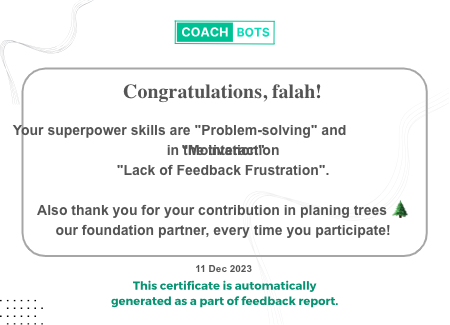 COACH BOTS
Congratulations, falah!
Your superpower skills are "Problem-solving" and
"Motivation"
in the interaction
"Lack of Feedback Frustration".
Also thank you for your contribution in planing trees 🌲
our foundation partner, every time you participate!
11 Dec 2023
This certificate is automatically
generated as a part of feedback report.